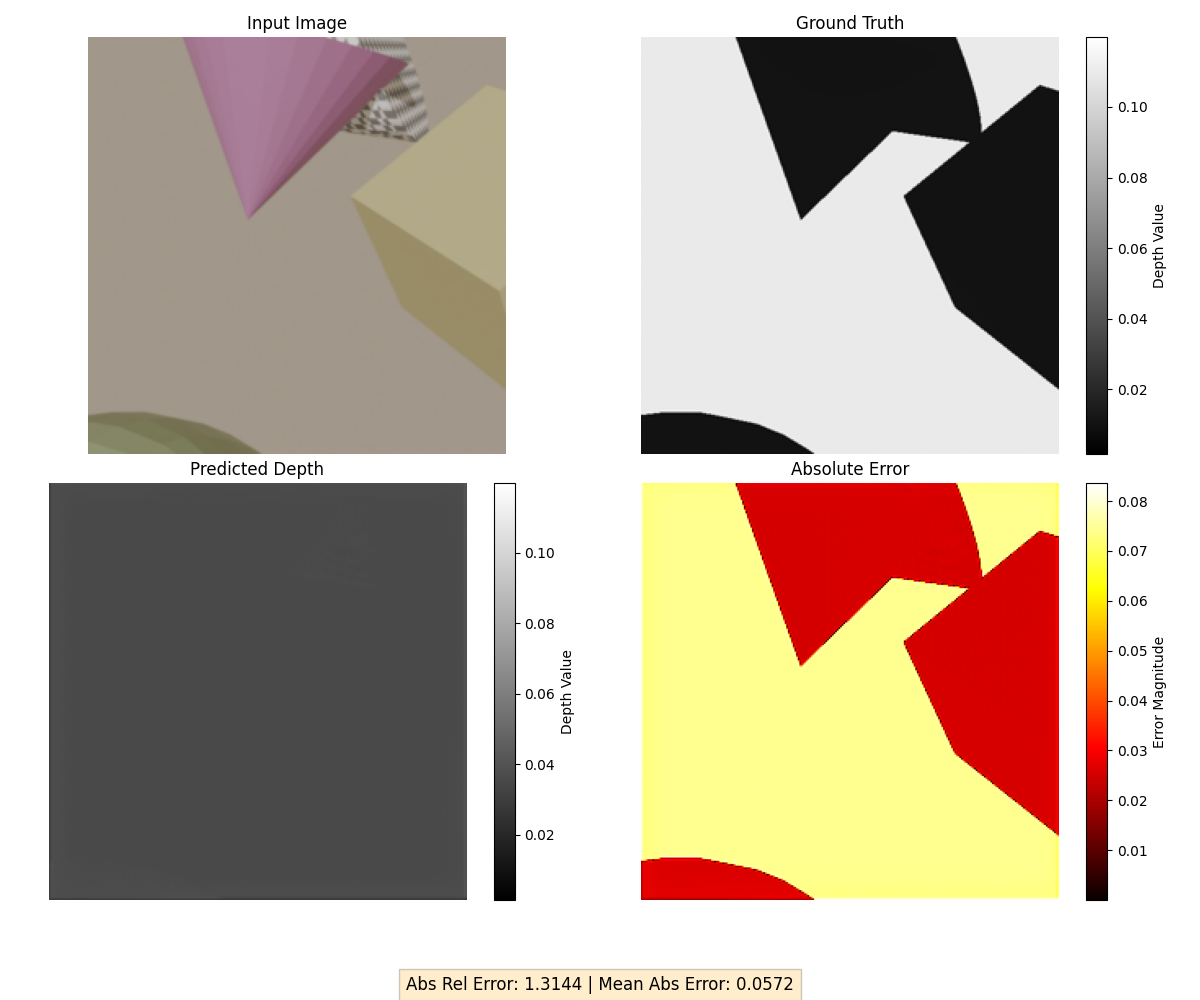 Input Image
Ground Truth
0.10
0.08
0.06
0.04
0.02
Depth Value
Predicted Depth
0.10
0.08
0.06
0.04
0.02
Depth Value
Absolute Error
0.08
0.07
0.06
0.05
0.04
0.03
0.02
0.01
Error Magnitude
Abs Rel Error: 1.3144 | Mean Abs Error: 0.0572